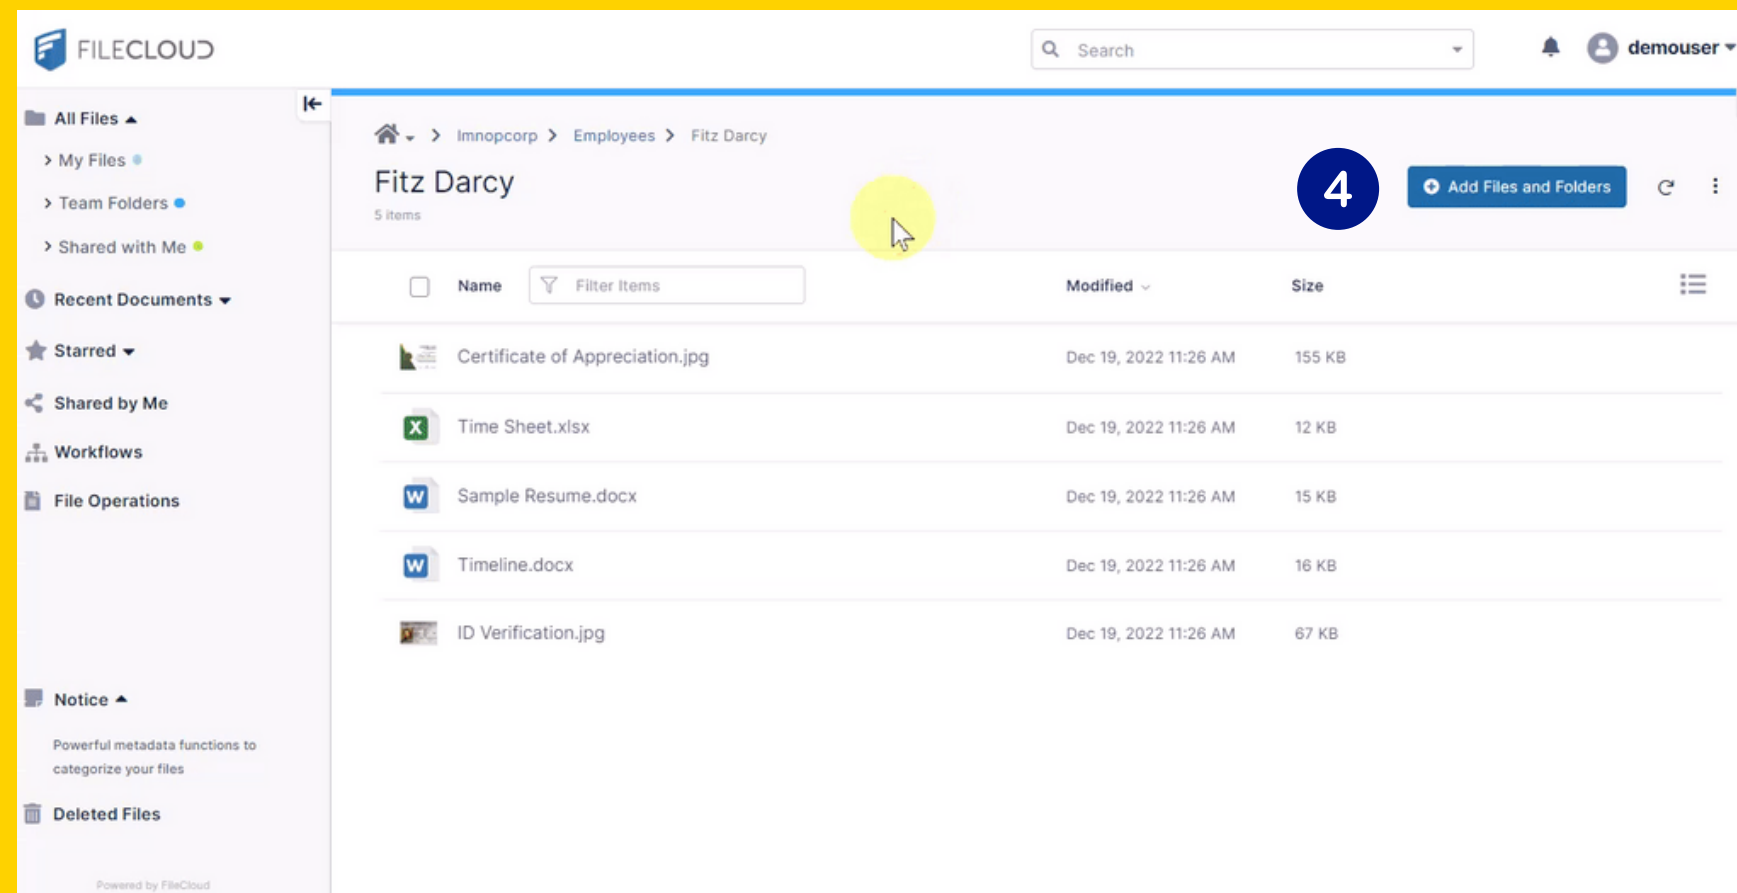 FILECLOUD
Search
demouser
All Files
My Files
Team Folders
Shared with Me
Recent Documents
Starred
Shared by Me
Workflows
File Operations
Notice
Powerful metadata functions to
categorize your files
Deleted Files
Powered by FileCloud
lmnopcorp > Employees > Fitz Darcy
Fitz Darcy
5 items
4
Add Files and Folders
Name Filter Items Modified Size
Certificate of Appreciation.jpg Dec 19, 2022 11:26 AM 155 KB
Time Sheet.xlsx Dec 19, 2022 11:26 AM 12 KB
Sample Resume.docx Dec 19, 2022 11:26 AM 15 KB
Timeline.docx Dec 19, 2022 11:26 AM 16 KB
ID Verification.jpg Dec 19, 2022 11:26 AM 67 KB